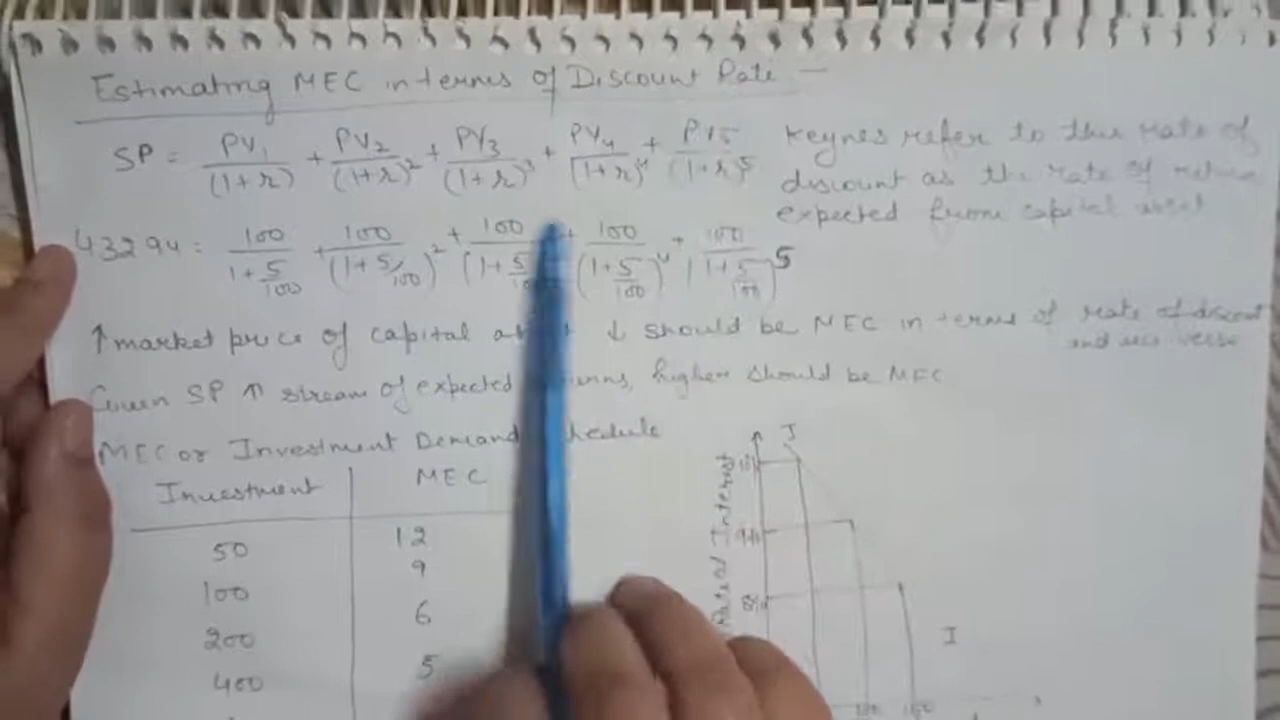 Estimating MEC in terms of Discount Rate —
SP = PV1/(1+r) + PV2/(1+r)² + PV3/(1+r)³ + PV4/(1+r)⁴ + PV5/(1+r)⁵
Keynes refer to this rate of
discount as the rate of return
expected from capital asset
43294 = 100/1+5/100 + 100/(1+5/100)² + 100/(1+5/ + 100/(1+5/100)⁴ + 100/(1+5/100)5
↑ market price of capital ↓ should be MEC in terms of rate of discount
and vice versa
Given SP ↑ stream of expected higher should be MEC
MEC or Investment Demand
Investment MEC
50 12
100 9
200 6
400 5
Rate of Interest
I
I